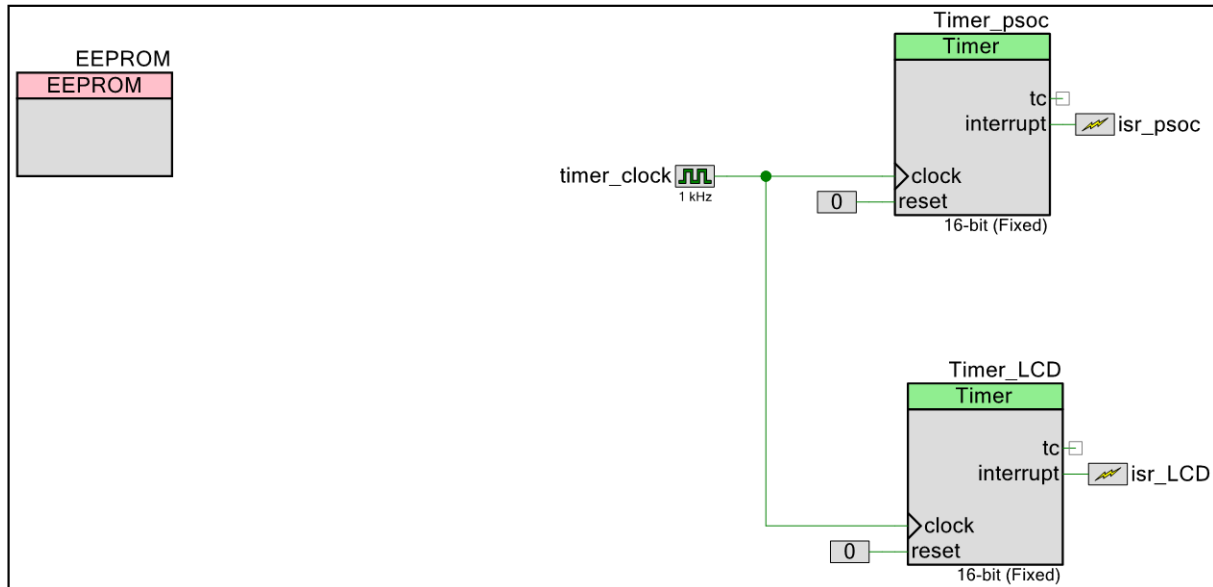 EEPROM
EEPROM
Timer_psoc
Timer
tc
interrupt
isr_psoc
timer_clock
1 kHz
clock
0
reset
16-bit (Fixed)
Timer_LCD
Timer
tc
interrupt
isr_LCD
clock
0
reset
16-bit (Fixed)